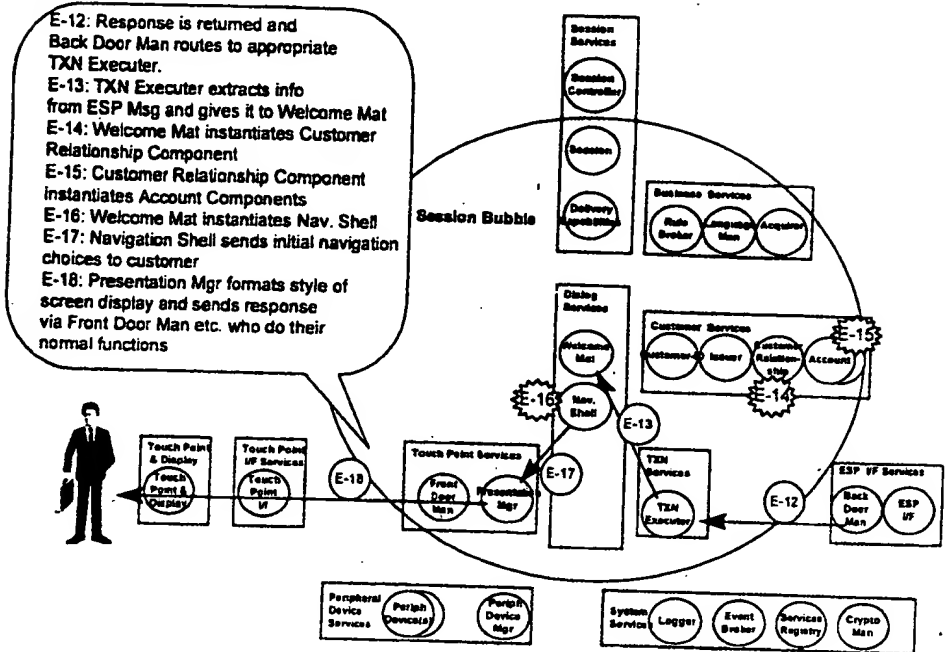 E-12: Response is returned and
Back Door Man routes to appropriate
TXN Executer.
E-13: TXN Executer extracts info
from ESP Msg and gives it to Welcome Mat
E-14: Welcome Mat instantiates Customer
Relationship Component
E-15: Customer Relationship Component
instantiates Account Components
E-16: Welcome Mat instantiates Nav. Shell
E-17: Navigation Shell sends initial navigation
choices to customer
E-18: Presentation Mgr formats style of
screen display and sends response
via Front Door Man etc. who do their
normal functions
Session
Services
Session
Controller
Session
Delivery
Capabilities
Session Bubble
Business Services
Rule
Broker
Language
Man
Acquirer
Dialog
Services
Welcome
Mat
Nav.
Shell
E-16
Customer Services
Customer
Issuer
Customer
Relation-
ship
Account
E-15
E-14
E-13
Touch Point
& Display
Touch
Point &
Display
Touch Point
I/F Services
Touch
Point
I/F
E-18
Touch Point Services
Front
Door
Man
Presentation
Mgr
E-17
TXN
Services
TXN
Executer
E-12
ESP I/F Services
Back
Door
Man
ESP
I/F
Peripheral
Device
Services
Periph
Device(s)
Periph
Device
Mgr
System
Services
Logger
Event
Broker
Services
Registry
Crypto
Man